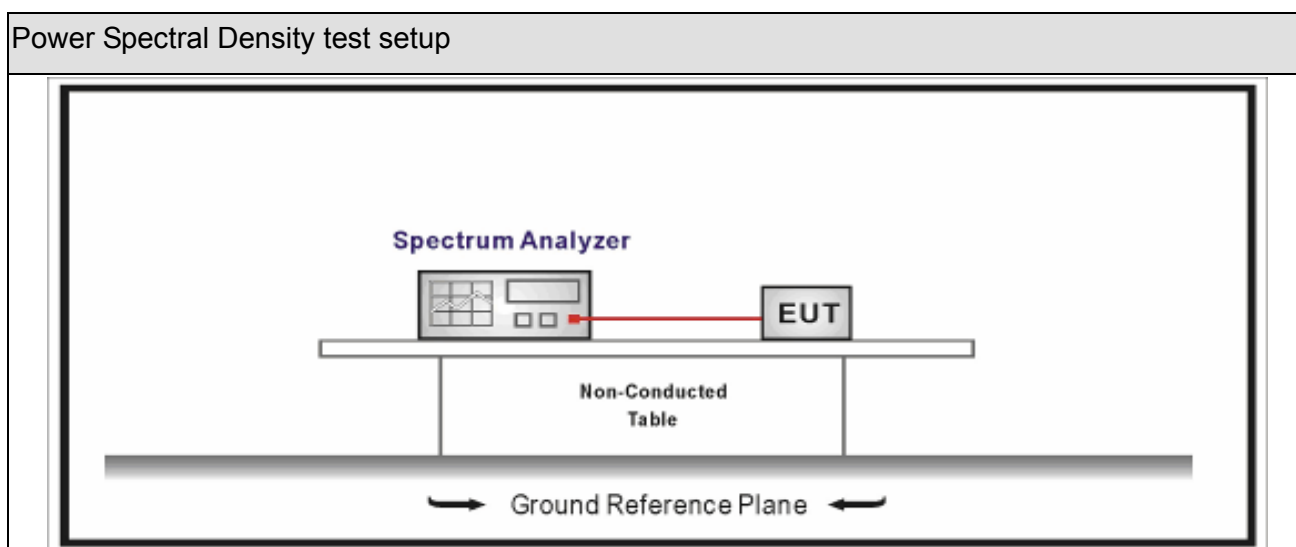 Power Spectral Density test setup
Spectrum Analyzer
EUT
Non-Conducted
Table
Ground Reference Plane